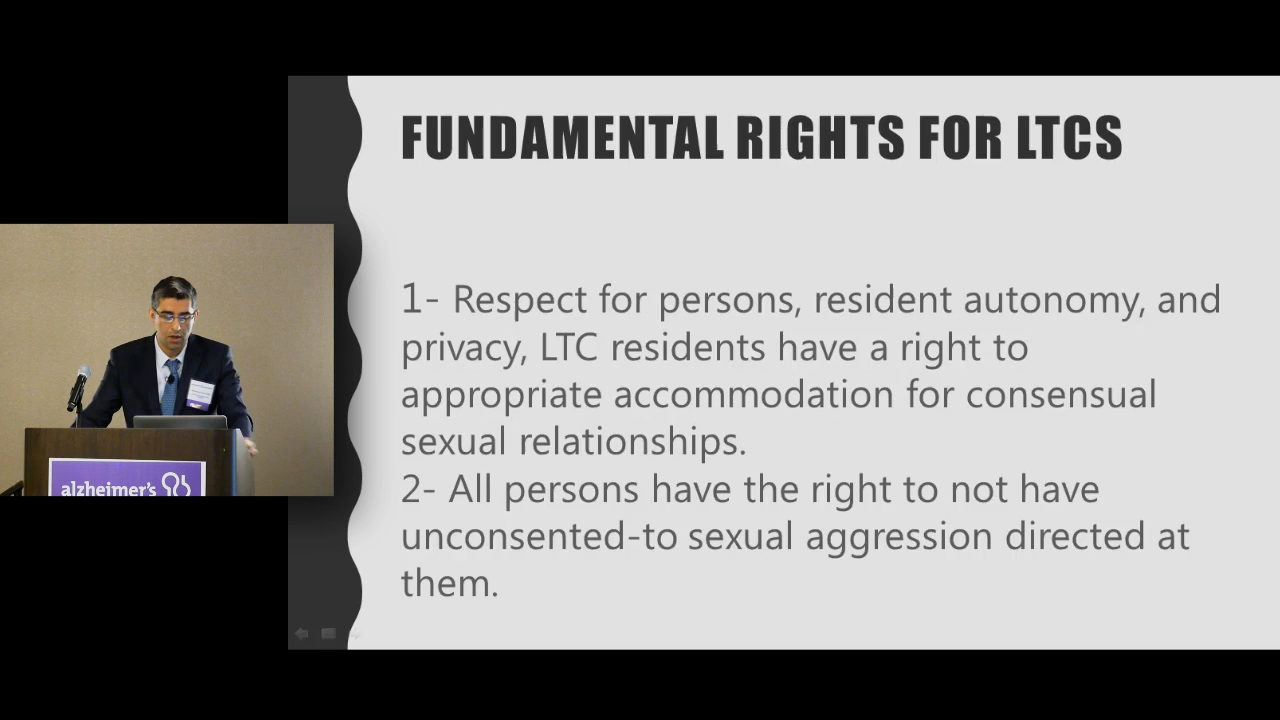 FUNDAMENTAL RIGHTS FOR LTCS
1- Respect for persons, resident autonomy, and
privacy, LTC residents have a right to
appropriate accommodation for consensual
sexual relationships.
2- All persons have the right to not have
unconsented-to sexual aggression directed at
them.
alzheimer's